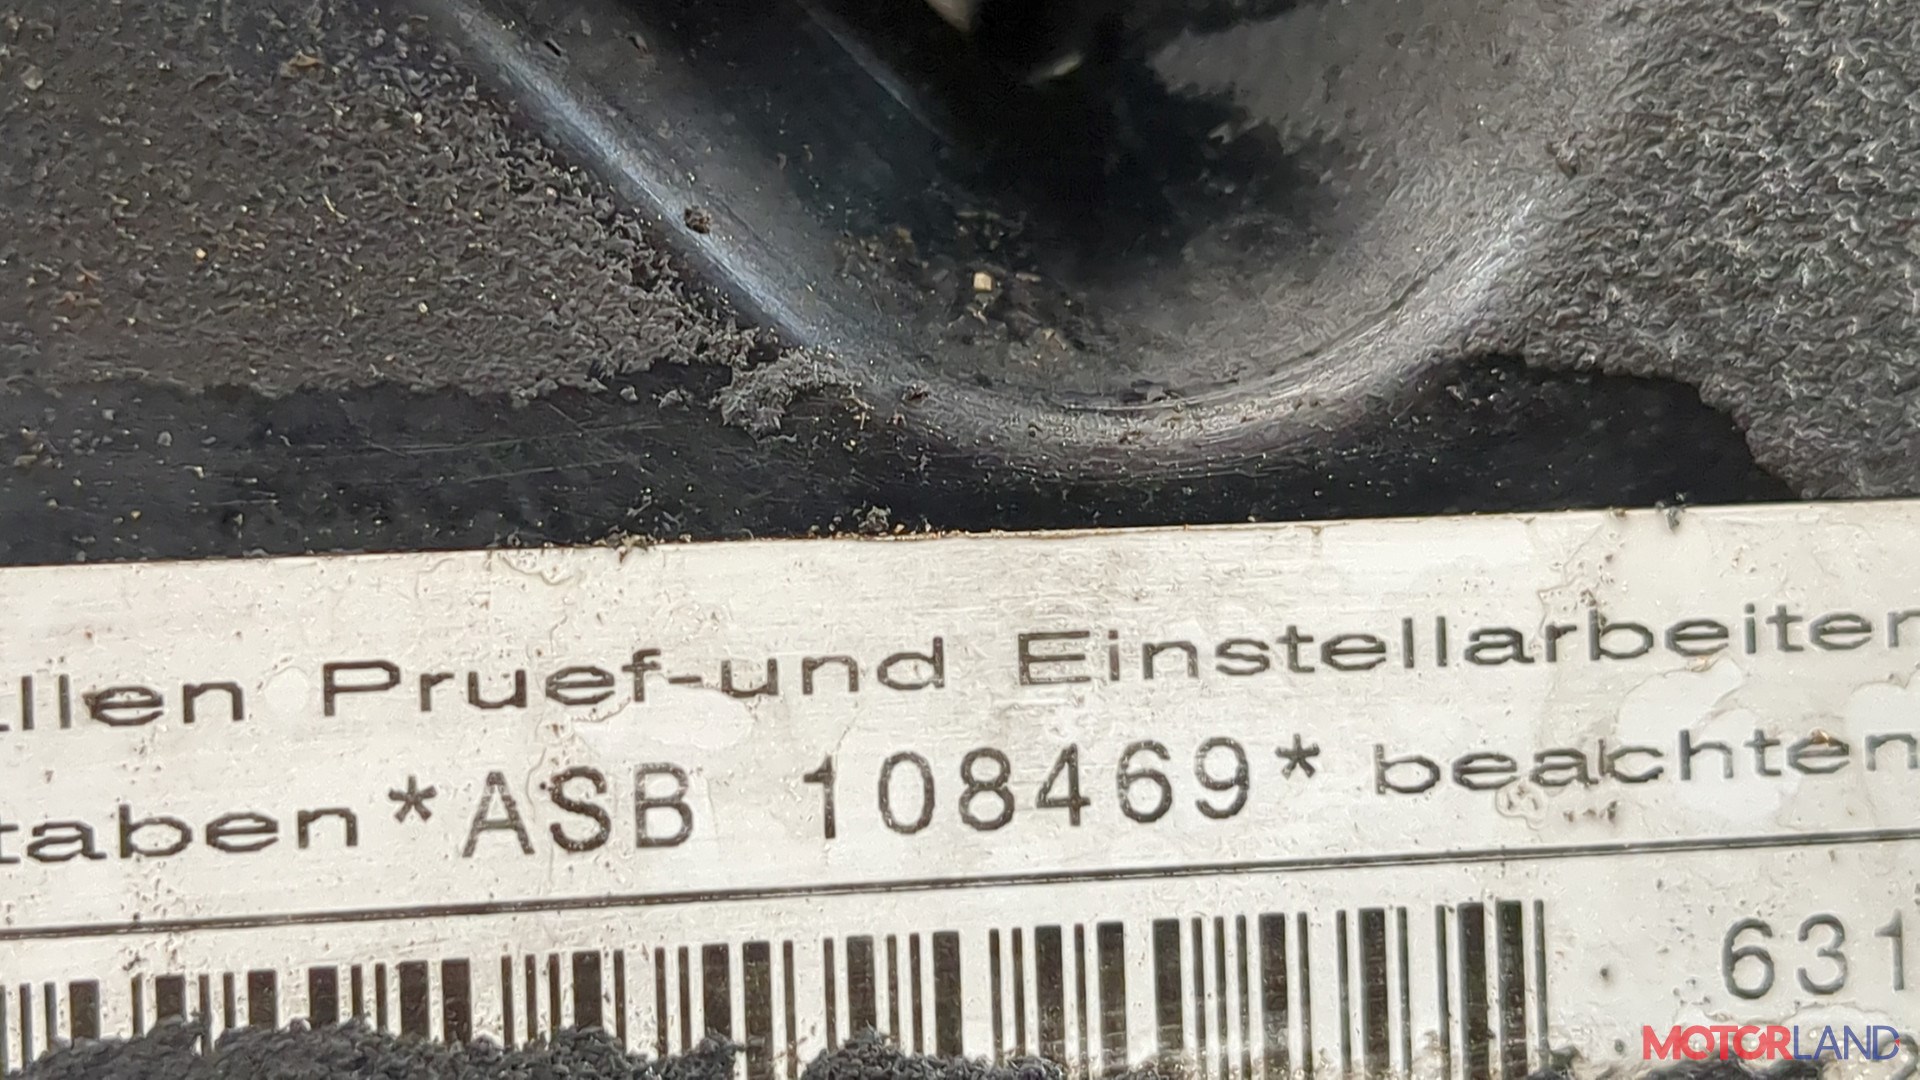 llen Pruef-und Einstellarbeiten
taben *ASB 108469* beachten
631
MOTORLAND